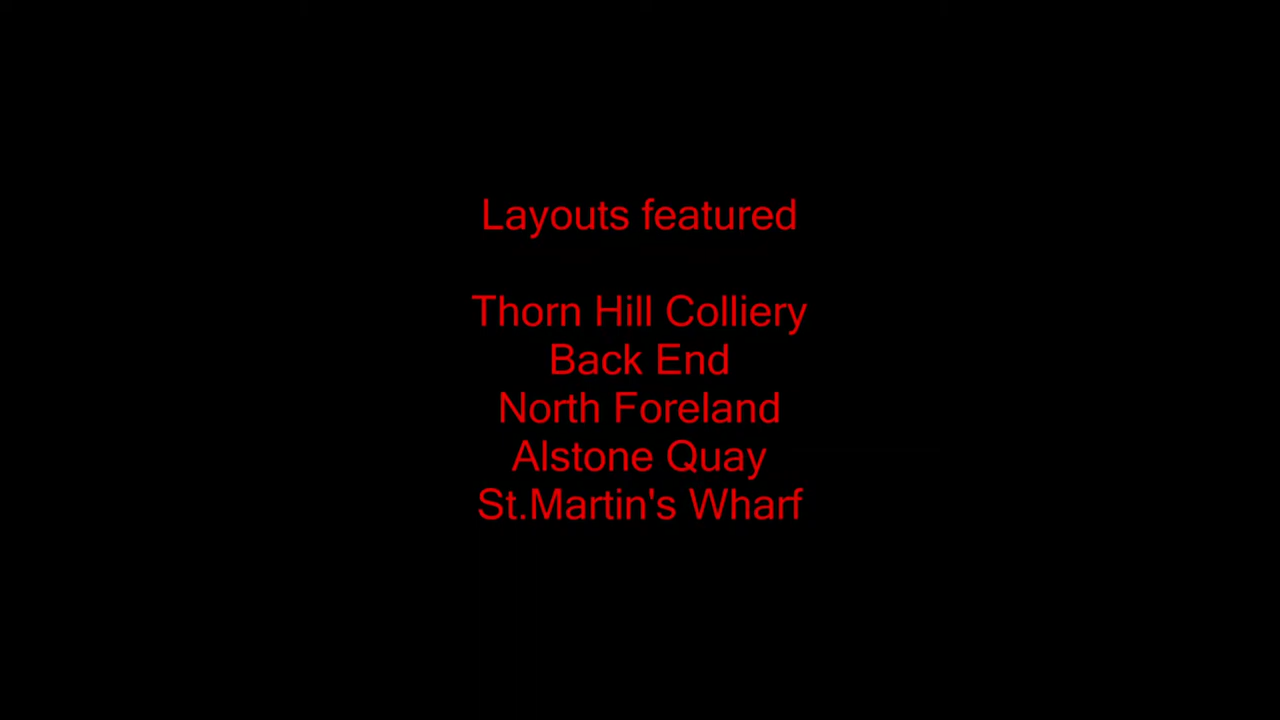 Layouts featured
Thorn Hill Colliery
Back End
North Foreland
Alstone Quay
St.Martin's Wharf